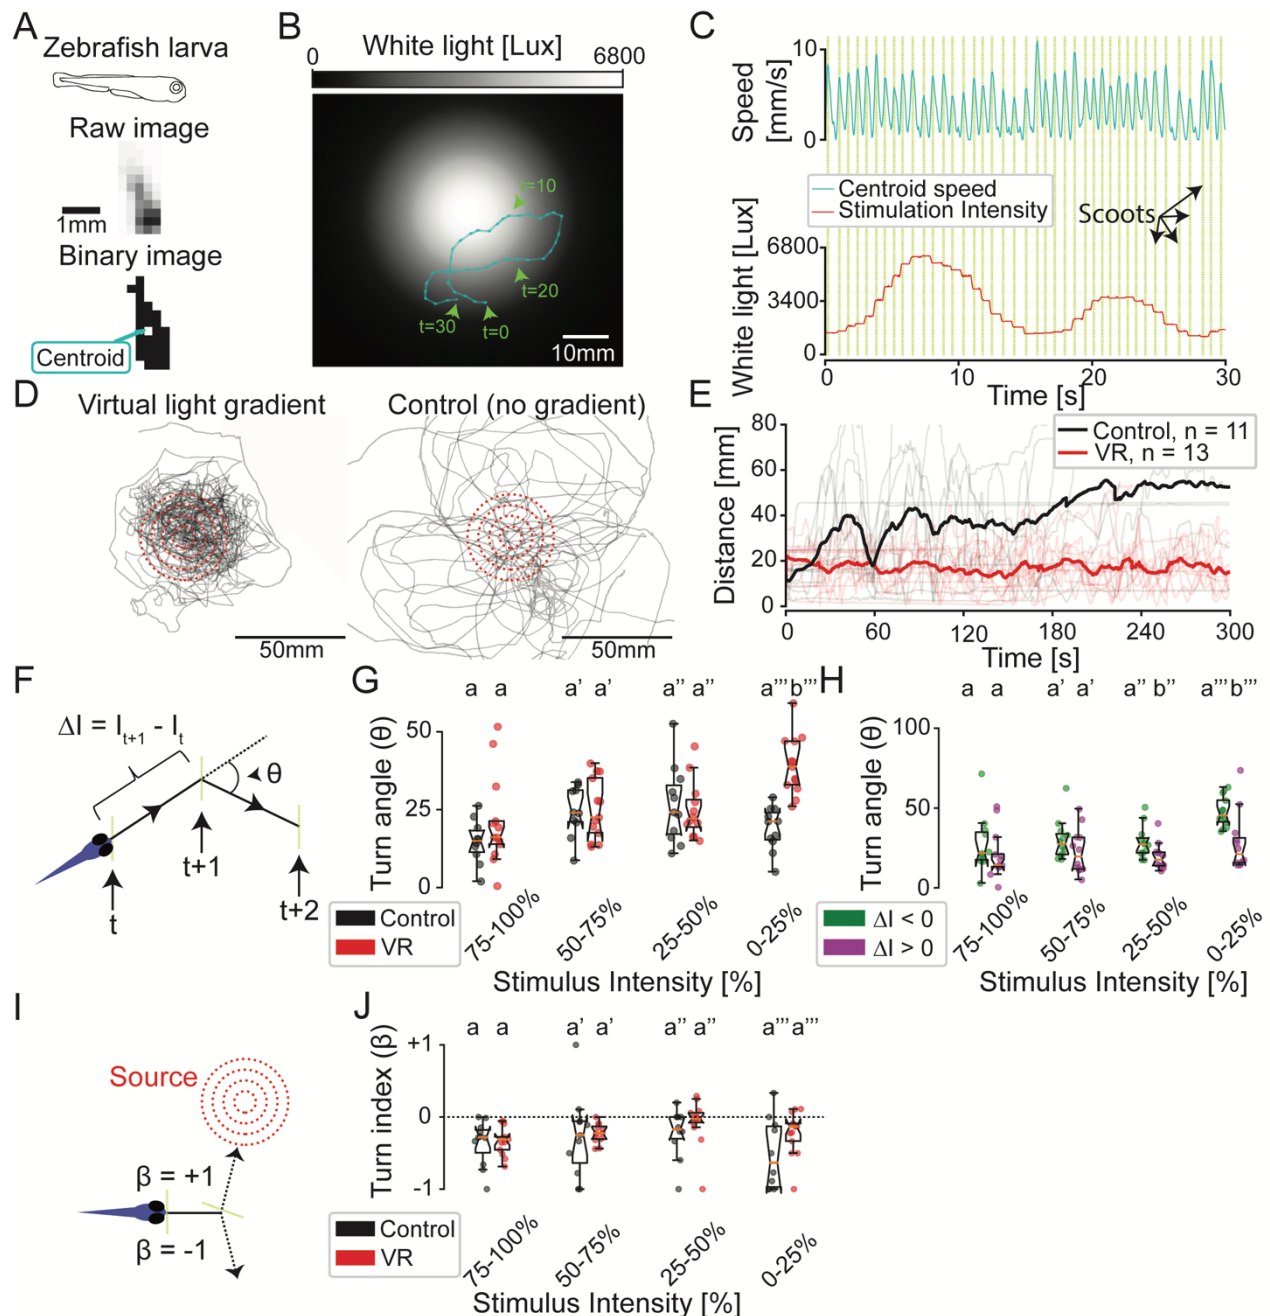 A
Zebrafish larva
Raw image
1mm
Binary image
Centroid
B
White light [Lux]
0
6800
t=10
t=20
t=30
t=0
10mm
C
Speed
[mm/s]
10
0
Centroid speed
Stimulation Intensity
Scoots
White light [Lux]
6800
3400
0
0
10
20
30
Time [s]
D
Virtual light gradient
Control (no gradient)
50mm
50mm
E
Distance [mm]
80
60
40
20
0
Control, n = 11
VR, n = 13
0
60
120
180
240
300
Time [s]
F
ΔI = I t+1 - I t
θ
t
t+1
t+2
G
a a a' a' a'' a'' a''' b'''
Turn angle (θ)
50
25
0
Control
VR
75-100%
50-75%
25-50%
0-25%
Stimulus Intensity [%]
H
a a a' a' a'' b'' a''' b'''
Turn angle (θ)
100
50
0
ΔI < 0
ΔI > 0
75-100%
50-75%
25-50%
0-25%
Stimulus Intensity [%]
I
Source
β = +1
β = -1
J
a a a' a' a'' a'' a''' a'''
Turn index (β)
+1
0
-1
Control
VR
75-100%
50-75%
25-50%
0-25%
Stimulus Intensity [%]